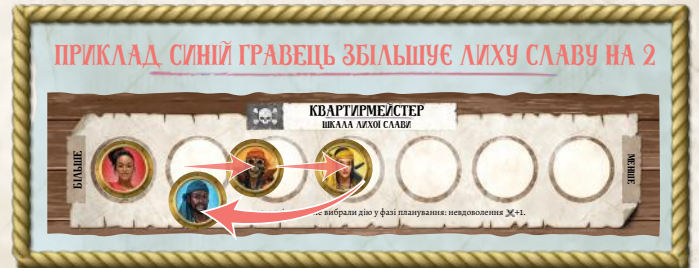 ПРИКЛАД СИНІЙ ГРАВЕЦЬ ЗБІЛЬШУЄ ЛИХУ СЛАВУ НА 2
КВАРТИРМЕЙСТЕР
ШКАЛА ЛИХОЇ СЛАВИ
БІЛЬШЕ
МЕНШЕ
вибрали дію у фазі планування: невдоволення +1.